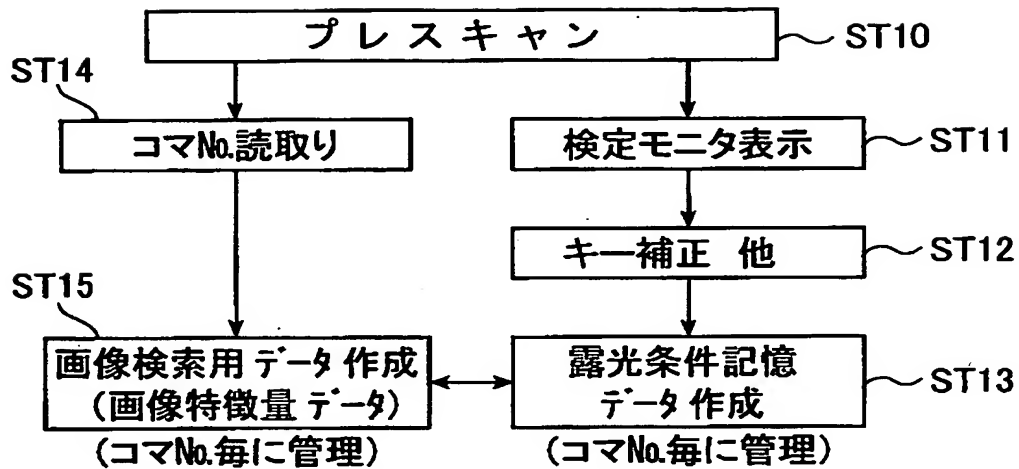 プレスキャン
ST10
ST14
コマNo.読取り
検定モニタ表示
ST11
キー補正 他
ST12
ST15
画像検索用データ作成
(画像特徴量データ)
(コマNo.毎に管理)
露光条件記憶
データ作成
ST13
(コマNo.毎に管理)